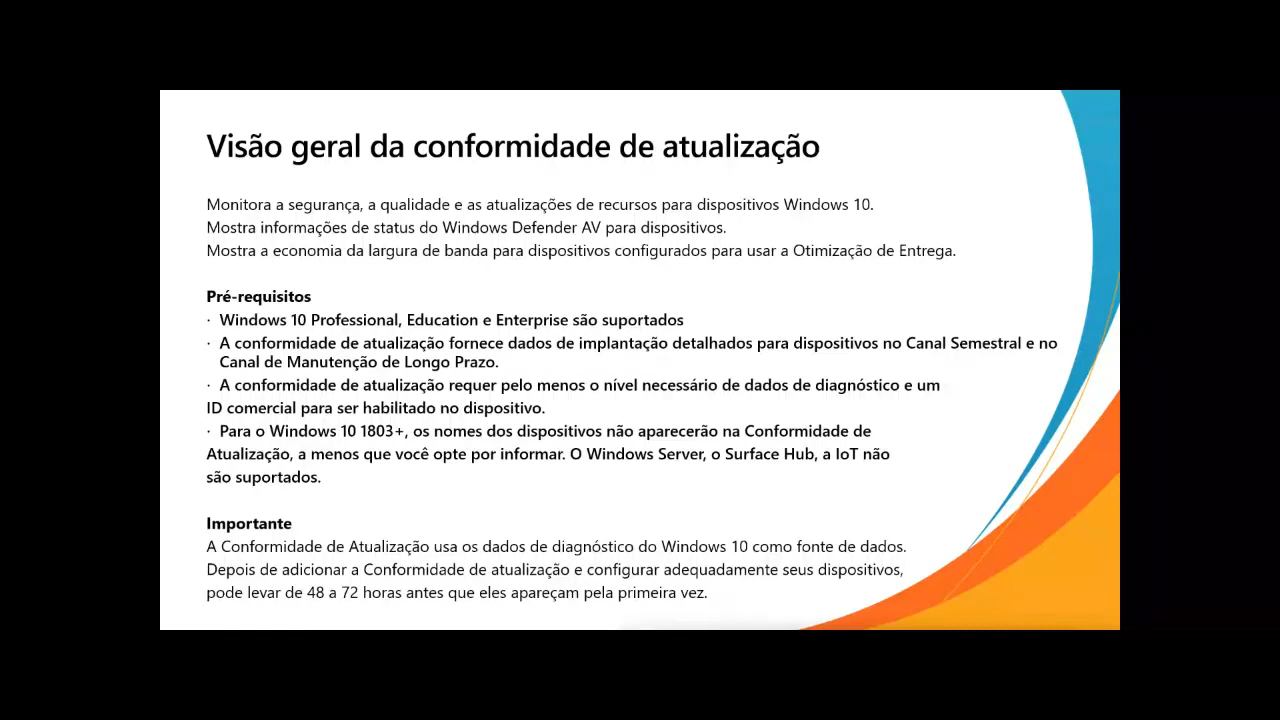 Visão geral da conformidade de atualização
Monitora a segurança, a qualidade e as atualizações de recursos para dispositivos Windows 10.
Mostra informações de status do Windows Defender AV para dispositivos.
Mostra a economia da largura de banda para dispositivos configurados para usar a Otimização de Entrega.
Pré-requisitos
· Windows 10 Professional, Education e Enterprise são suportados
· A conformidade de atualização fornece dados de implantação detalhados para dispositivos no Canal Semestral e no
Canal de Manutenção de Longo Prazo.
· A conformidade de atualização requer pelo menos o nível necessário de dados de diagnóstico e um
ID comercial para ser habilitado no dispositivo.
· Para o Windows 10 1803+, os nomes dos dispositivos não aparecerão na Conformidade de
Atualização, a menos que você opte por informar. O Windows Server, o Surface Hub, a IoT não
são suportados.
Importante
A Conformidade de Atualização usa os dados de diagnóstico do Windows 10 como fonte de dados.
Depois de adicionar a Conformidade de atualização e configurar adequadamente seus dispositivos,
pode levar de 48 a 72 horas antes que eles apareçam pela primeira vez.